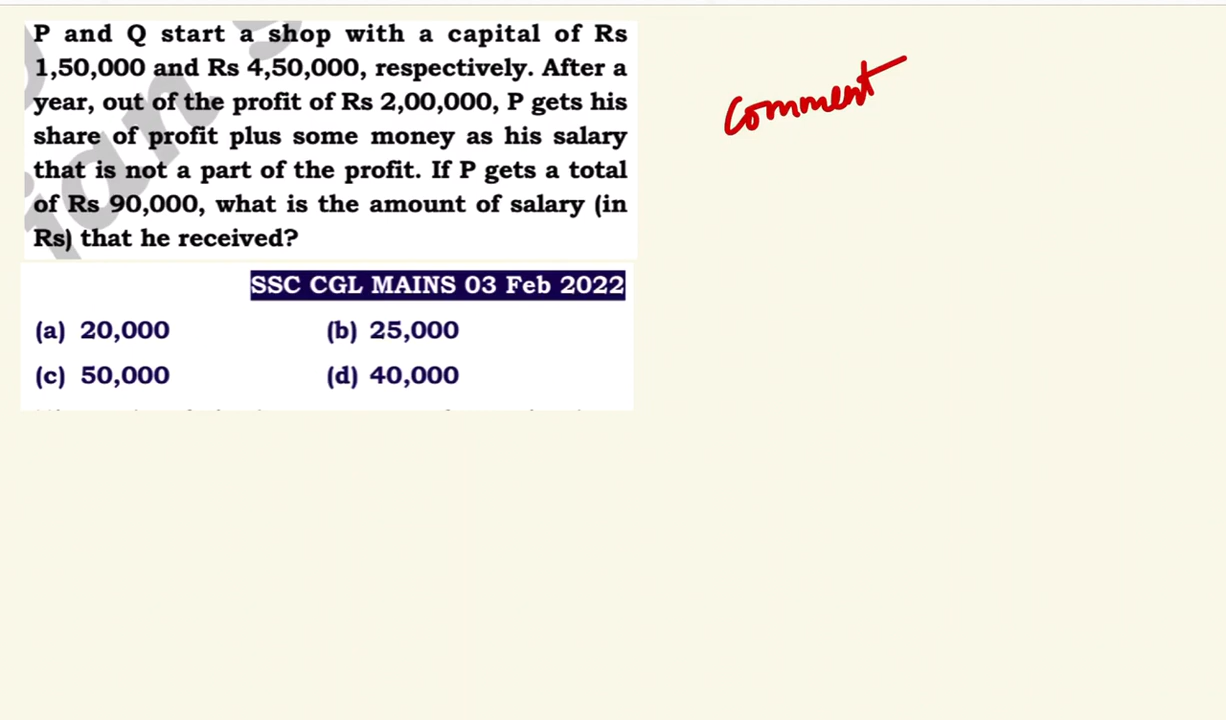 P and Q start a shop with a capital of Rs
1,50,000 and Rs 4,50,000, respectively. After a
year, out of the profit of Rs 2,00,000, P gets his
share of profit plus some money as his salary
that is not a part of the profit. If P gets a total
of Rs 90,000, what is the amount of salary (in
Rs) that he received?
comment
SSC CGL MAINS 03 Feb 2022
(a) 20,000 (b) 25,000
(c) 50,000 (d) 40,000